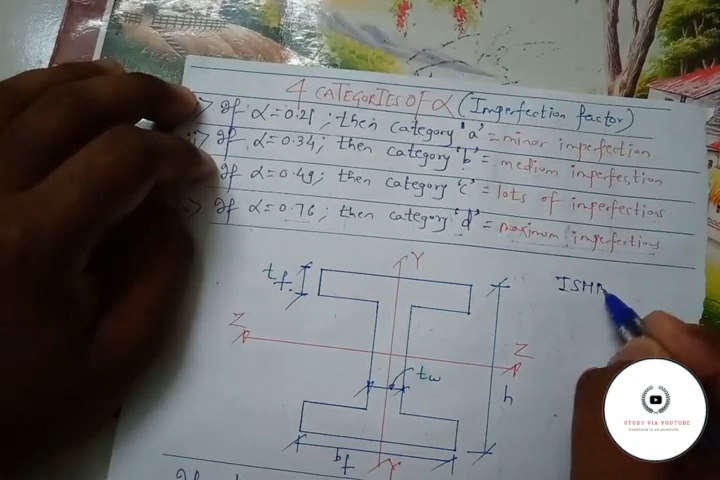 4 CATEGORIES OF α (Imperfection factor)
i> If α=0.21; then category 'a' = minor imperfection
ii> If α=0.34; then category 'b' = medium imperfection
If α=0.49; then category 'c' = lots of imperfections
> If α=0.76; then category 'd' = maximum imperfections
Y
tf
ISM
Z
Z
tw
h
bf
Y
STUDY VIA YOUTUBE